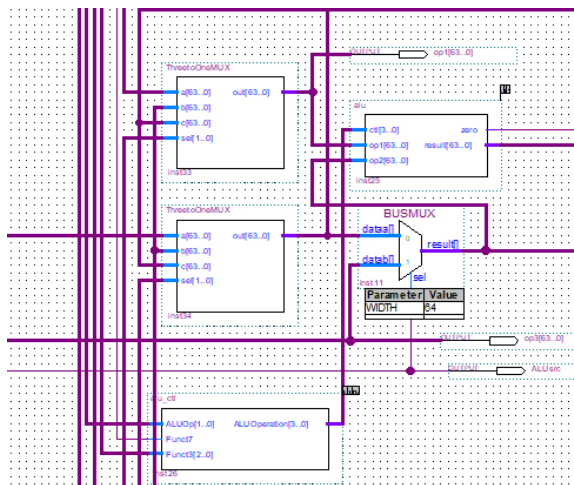 OUTPUT op1[63..0]
ThreetoOneMUX
a[63..0] out[63..0]
b[63..0]
c[63..0]
sel[1..0]
inst33
alu
ctl[3..0] zero
op1[63..0] result[63..0]
op2[63..0]
inst25
ThreetoOneMUX
a[63..0] out[63..0]
b[63..0]
c[63..0]
sel[1..0]
inst34
BUSMUX
dataa[] 0
result[]
datab[] 1
sel
inst11
Parameter Value
WIDTH 64
OUTPUT op3[63..0]
OUTPUT ALUsrc
alu_ctl
ALUOp[1..0] ALUOperation[3..0]
Funct7
Funct3[2..0]
inst26